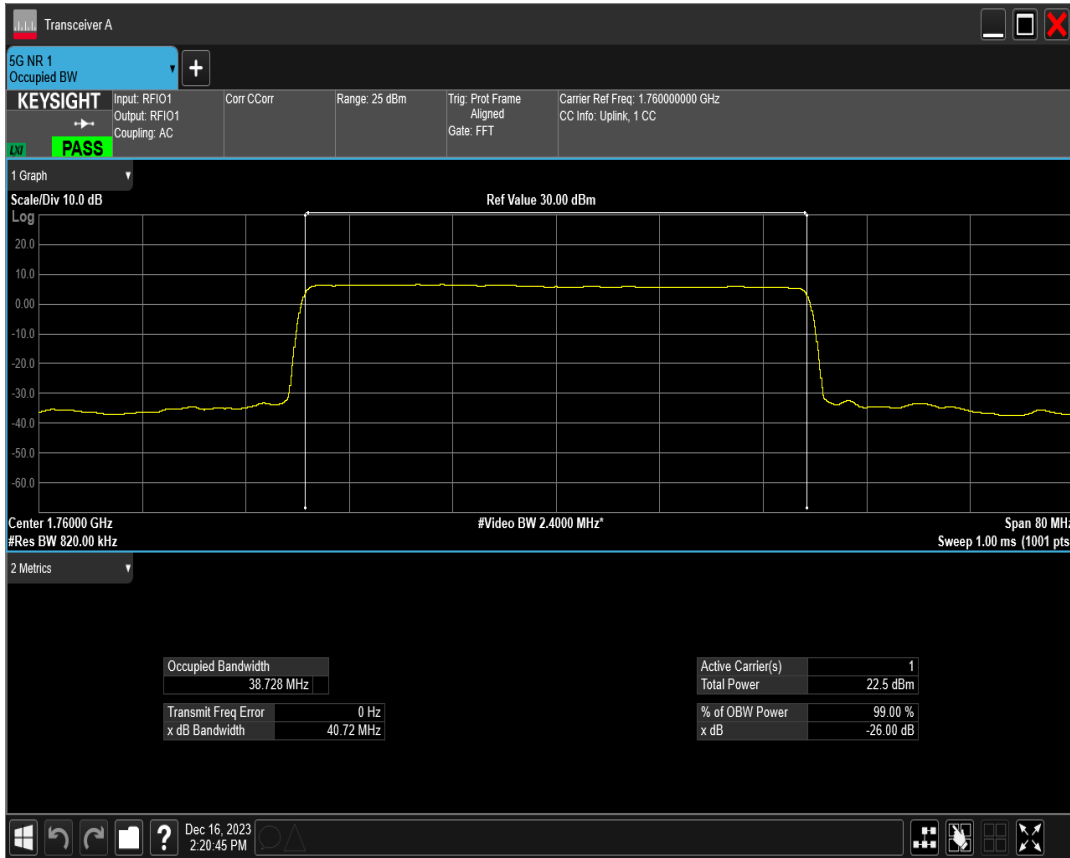 Transceiver A
5G NR 1
Occupied BW
KEYSIGHT
LXI
PASS
Input: RFIO1
Output: RFIO1
Coupling: AC
Corr CCorr
Range: 25 dBm
Trig: Prot Frame
Aligned
Gate: FFT
Carrier Ref Freq: 1.760000000 GHz
CC Info: Uplink, 1 CC
1 Graph
Scale/Div 10.0 dB
Ref Value 30.00 dBm
Log
20.0
10.0
0.00
-10.0
-20.0
-30.0
-40.0
-50.0
-60.0
Center 1.76000 GHz
#Video BW 2.4000 MHz*
Span 80 MHz
#Res BW 820.00 kHz
Sweep 1.00 ms (1001 pts
2 Metrics
Occupied Bandwidth
38.728 MHz
Transmit Freq Error 0 Hz
x dB Bandwidth 40.72 MHz
Active Carrier(s) 1
Total Power 22.5 dBm
% of OBW Power 99.00 %
x dB -26.00 dB
Dec 16, 2023
2:20:45 PM